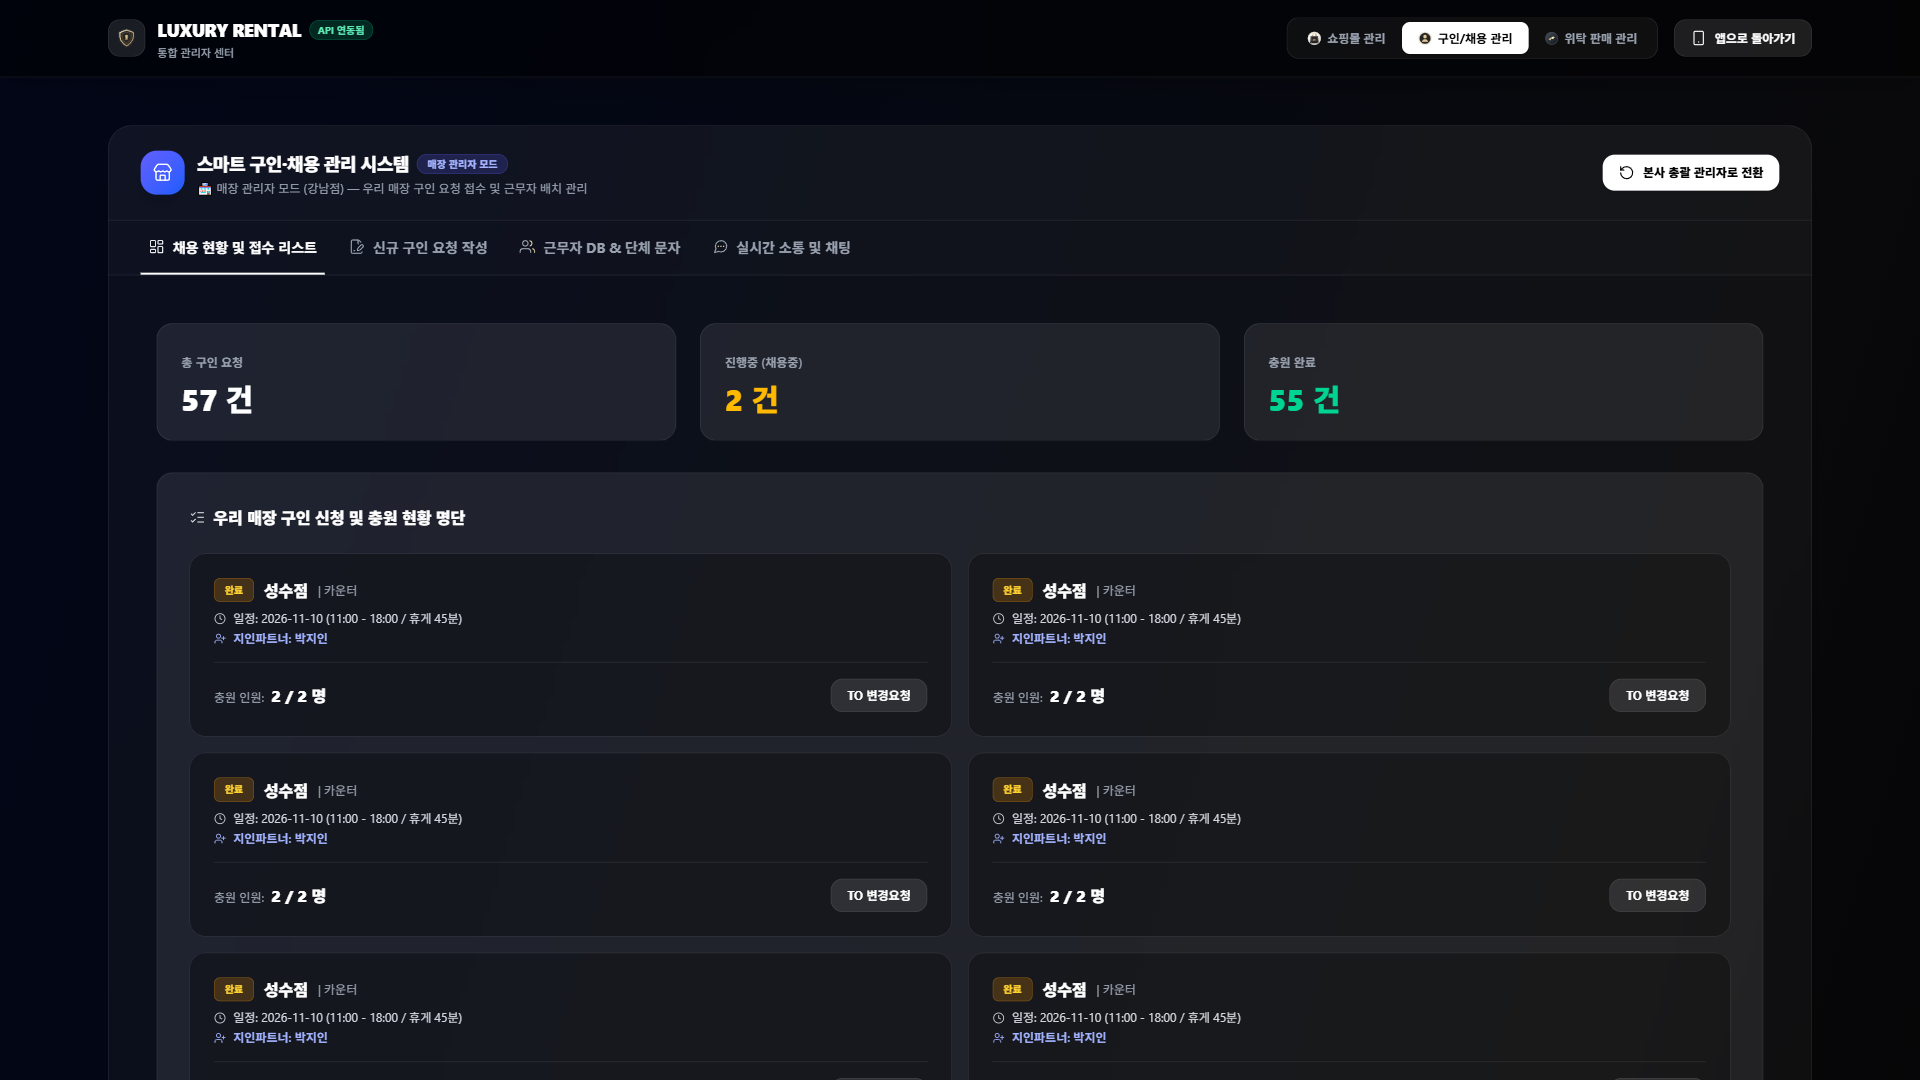 LUXURY RENTAL API 연동됨
통합 관리자 센터
쇼핑몰 관리
구인/채용 관리
위탁 판매 관리
앱으로 돌아가기
스마트 구인·채용 관리 시스템 매장 관리자 모드
매장 관리자 모드 (강남점) — 우리 매장 구인 요청 접수 및 근무자 배치 관리
본사 총괄 관리자로 전환
채용 현황 및 접수 리스트
신규 구인 요청 작성
근무자 DB & 단체 문자
실시간 소통 및 채팅
총 구인 요청
57 건
진행중 (채용중)
2 건
충원 완료
55 건
우리 매장 구인 신청 및 충원 현황 명단
완료 성수점 | 카운터
일정: 2026-11-10 (11:00 - 18:00 / 휴게 45분)
지인파트너: 박지인
충원 인원: 2 / 2 명
TO 변경요청
완료 성수점 | 카운터
일정: 2026-11-10 (11:00 - 18:00 / 휴게 45분)
지인파트너: 박지인
충원 인원: 2 / 2 명
TO 변경요청
완료 성수점 | 카운터
일정: 2026-11-10 (11:00 - 18:00 / 휴게 45분)
지인파트너: 박지인
충원 인원: 2 / 2 명
TO 변경요청
완료 성수점 | 카운터
일정: 2026-11-10 (11:00 - 18:00 / 휴게 45분)
지인파트너: 박지인
충원 인원: 2 / 2 명
TO 변경요청
완료 성수점 | 카운터
일정: 2026-11-10 (11:00 - 18:00 / 휴게 45분)
지인파트너: 박지인
완료 성수점 | 카운터
일정: 2026-11-10 (11:00 - 18:00 / 휴게 45분)
지인파트너: 박지인